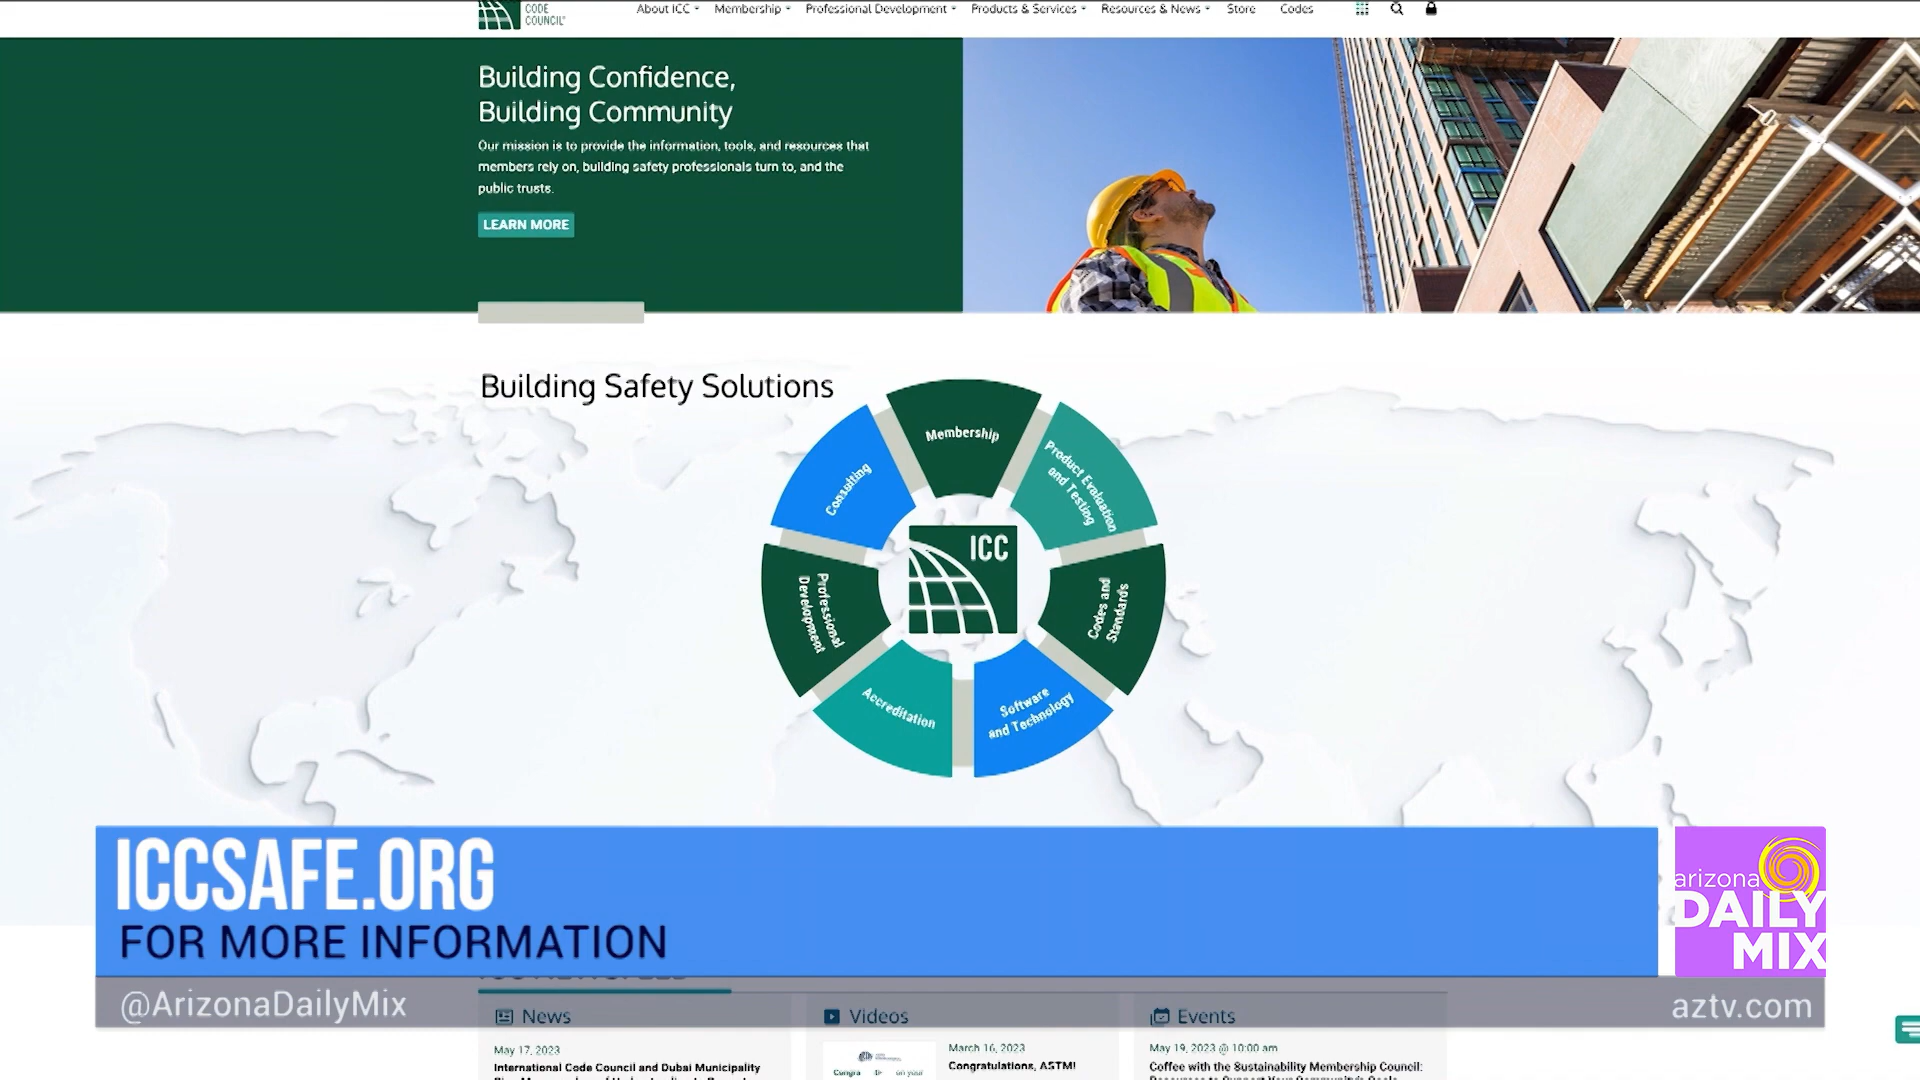 CODE
COUNCIL
About ICC
Membership
Professional Development
Products & Services
Resources & News
Store
Codes
Building Confidence,
Building Community
Our mission is to provide the information, tools, and resources that
members rely on, building safety professionals turn to, and the
public trusts.
LEARN MORE
Building Safety Solutions
Membership
Product Evaluation
and Testing
Codes and
Standards
Software
and Technology
Accreditation
Professional
Development
Consulting
ICC
ICCSAFE.ORG
FOR MORE INFORMATION
arizona
DAILY
MIX
@ArizonaDailyMix
aztv.com
News
Videos
Events
May 17, 2023
International Code Council and Dubai Municipality
March 16, 2023
Congratulations, ASTM!
May 19, 2023 @ 10:00 am
Coffee with the Sustainability Membership Council: